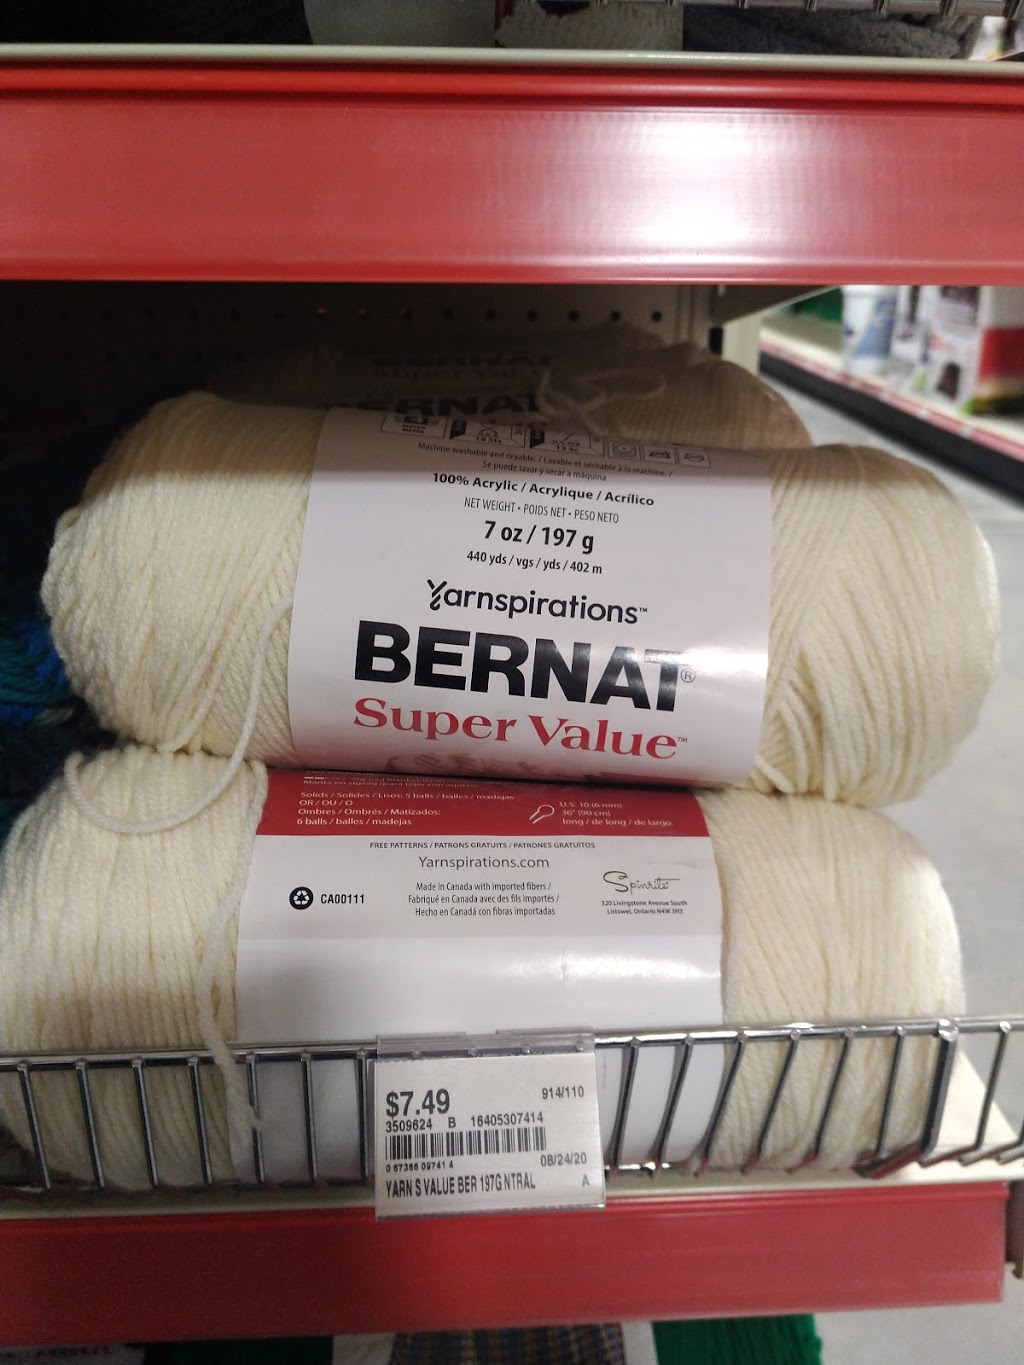 BERNAT
BERNAT
Machine washable and dryable. / Lavable et séchable à la machine. /
Se puede lavar y secar a máquina
100% Acrylic / Acrylique / Acrílico
NET WEIGHT • POIDS NET • PESO NETO
7 oz / 197 g
440 yds / vgs / yds / 402 m
Yarnspirations™
BERNAT®
Super Value™
Solids / Solides / Lisos: 5 balls / balles / madejas
OR / OU / O
Ombres / Ombrés / Matizados:
6 balls / balles / madejas
U.S. 10 (6 mm)
36" (90 cm)
long / de long / de largo
FREE PATTERNS / PATRONS GRATUITS / PATRONES GRATUITOS
Yarnspirations.com
CA00111
Made in Canada with imported fibers /
Fabriqué en Canada avec des fils importés /
Hecho en Canadá con fibras importadas
Spinrite
320 Livingstone Avenue South
Listowel, Ontario N4W 3H3
$7.49
914/110
3509624 B 16405307414
0 57355 09741 4
08/24/20
YARN S VALUE BER 197G NTRAL
A